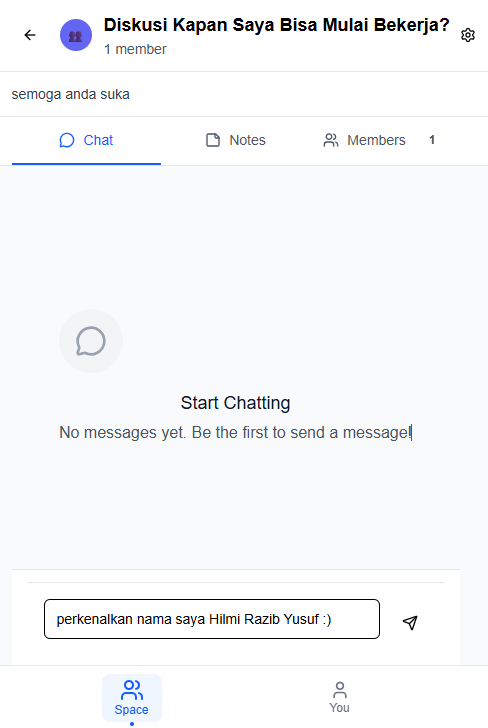 Diskusi Kapan Saya Bisa Mulai Bekerja?
1 member
semoga anda suka
Chat
Notes
Members 1
Start Chatting
No messages yet. Be the first to send a message!
perkenalkan nama saya Hilmi Razib Yusuf :)
Space
You